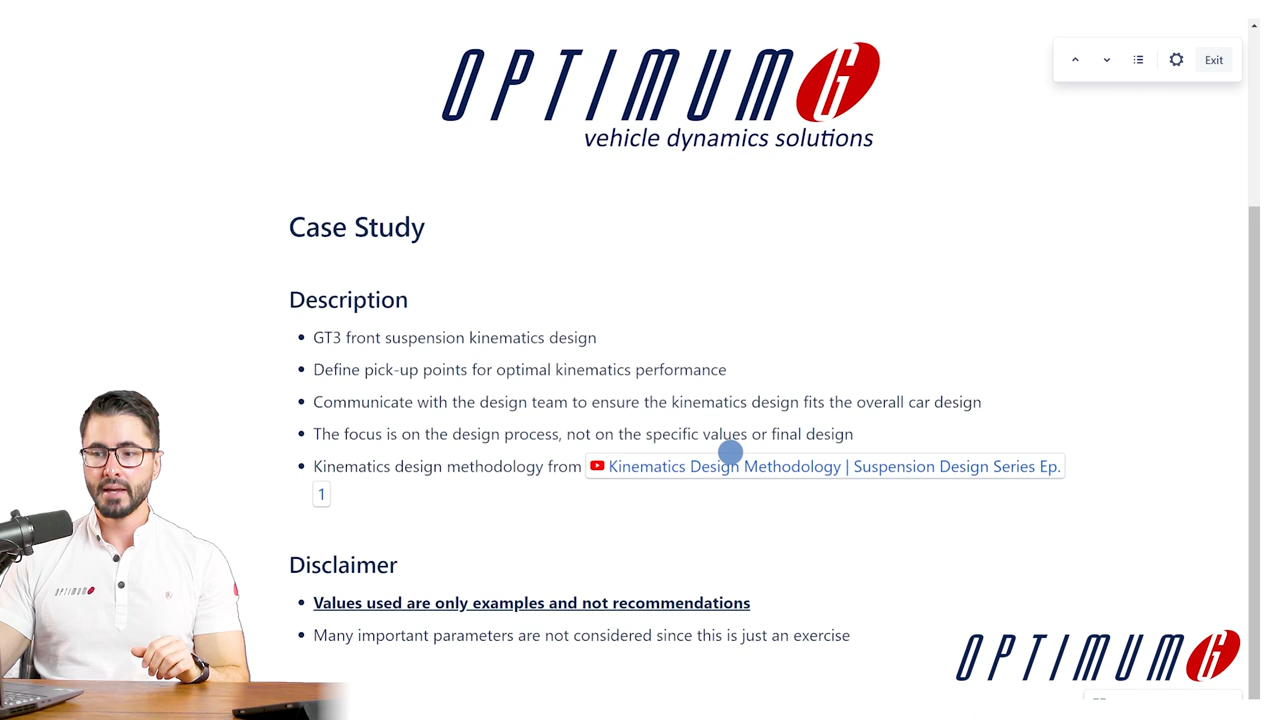 OPTIMUMG
vehicle dynamics solutions
Exit
Case Study
Description
GT3 front suspension kinematics design
Define pick-up points for optimal kinematics performance
Communicate with the design team to ensure the kinematics design fits the overall car design
The focus is on the design process, not on the specific values or final design
Kinematics design methodology from Kinematics Design Methodology | Suspension Design Series Ep.
1
Disclaimer
Values used are only examples and not recommendations
Many important parameters are not considered since this is just an exercise
OPTIMUMG
OPTIMUMG